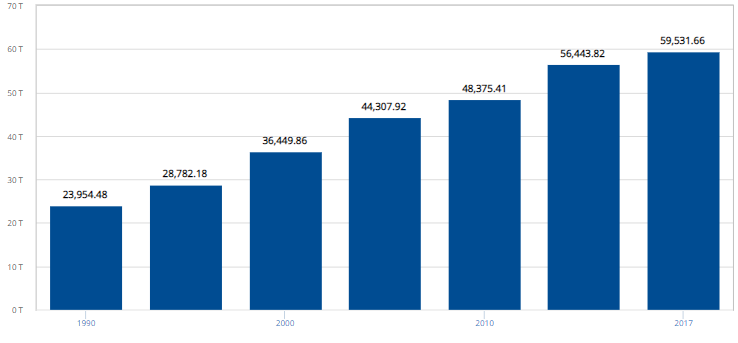 70 T
60 T
50 T
40 T
30 T
20 T
10 T
0 T
23,954.48
28,782.18
36,449.86
44,307.92
48,375.41
56,443.82
59,531.66
1990
2000
2010
2017